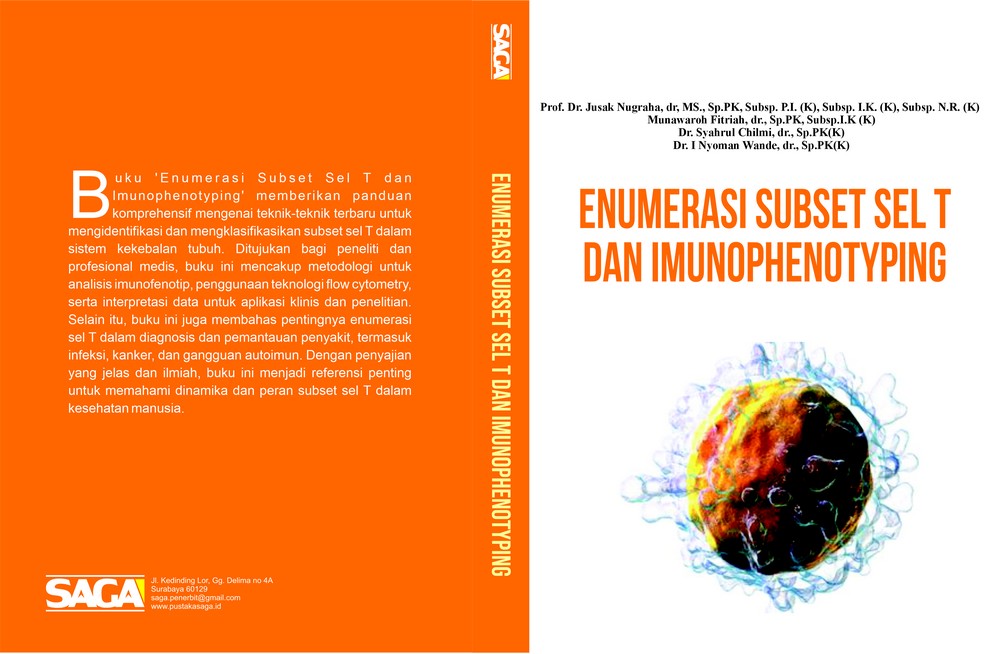 Buku 'Enumerasi Subset Sel T dan
Imunophenotyping' memberikan panduan
komprehensif mengenai teknik-teknik terbaru untuk
mengidentifikasi dan mengklasifikasikan subset sel T dalam
sistem kekebalan tubuh. Ditujukan bagi peneliti dan
profesional medis, buku ini mencakup metodologi untuk
analisis imunofenotip, penggunaan teknologi flow cytometry,
serta interpretasi data untuk aplikasi klinis dan penelitian.
Selain itu, buku ini juga membahas pentingnya enumerasi
sel T dalam diagnosis dan pemantauan penyakit, termasuk
infeksi, kanker, dan gangguan autoimun. Dengan penyajian
yang jelas dan ilmiah, buku ini menjadi referensi penting
untuk memahami dinamika dan peran subset sel T dalam
kesehatan manusia.
SAGA
Jl. Kedinding Lor, Gg. Delima no 4A
Surabaya 60129
saga.penerbit@gmail.com
www.pustakasaga.id
SAGA
ENUMERASI SUBSET SEL T DAN IMUNOPHENOTYPING
Prof. Dr. Jusak Nugraha, dr, MS., Sp.PK, Subsp. P.I. (K), Subsp. I.K. (K), Subsp. N.R. (K)
Munawaroh Fitriah, dr., Sp.PK, Subsp.I.K (K)
Dr. Syahrul Chilmi, dr., Sp.PK(K)
Dr. I Nyoman Wande, dr., Sp.PK(K)
ENUMERASI SUBSET SEL T
DAN IMUNOPHENOTYPING